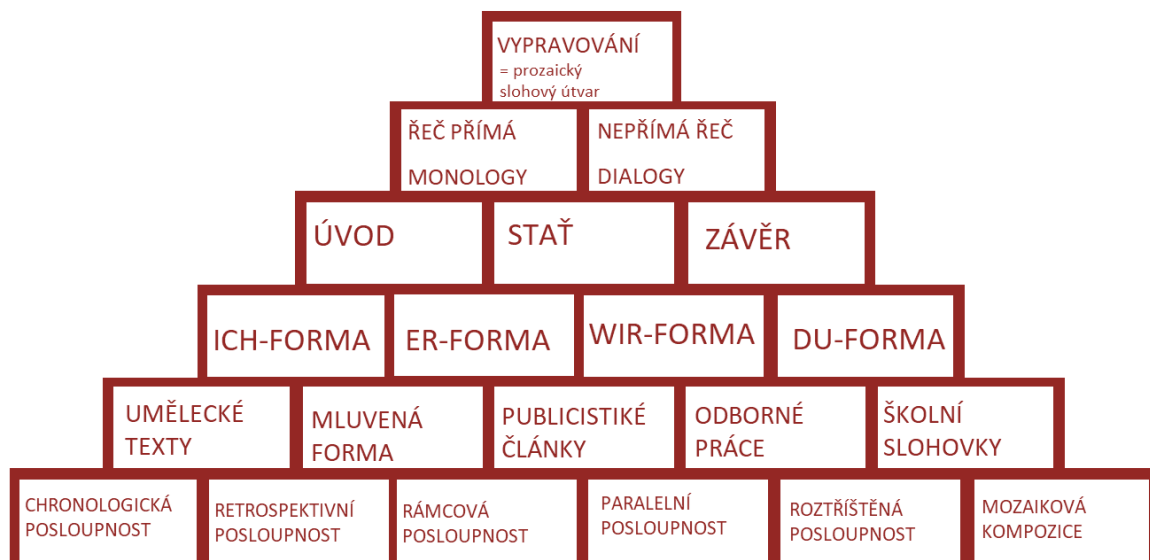 VYPRAVOVÁNÍ
= prozaický
slohový útvar
ŘEČ PŘÍMÁ
MONOLOGY
NEPŘÍMÁ ŘEČ
DIALOGY
ÚVOD
STAŤ
ZÁVĚR
ICH-FORMA
ER-FORMA
WIR-FORMA
DU-FORMA
UMĚLECKÉ
TEXTY
MLUVENÁ
FORMA
PUBLICISTIKÉ
ČLÁNKY
ODBORNÉ
PRÁCE
ŠKOLNÍ
SLOHOVKY
CHRONOLOGICKÁ
POSLOUPNOST
RETROSPEKTIVNÍ
POSLOUPNOST
RÁMCOVÁ
POSLOUPNOST
PARALELNÍ
POSLOUPNOST
ROZTŘÍŠTĚNÁ
POSLOUPNOST
MOZAIKOVÁ
KOMPOZICE